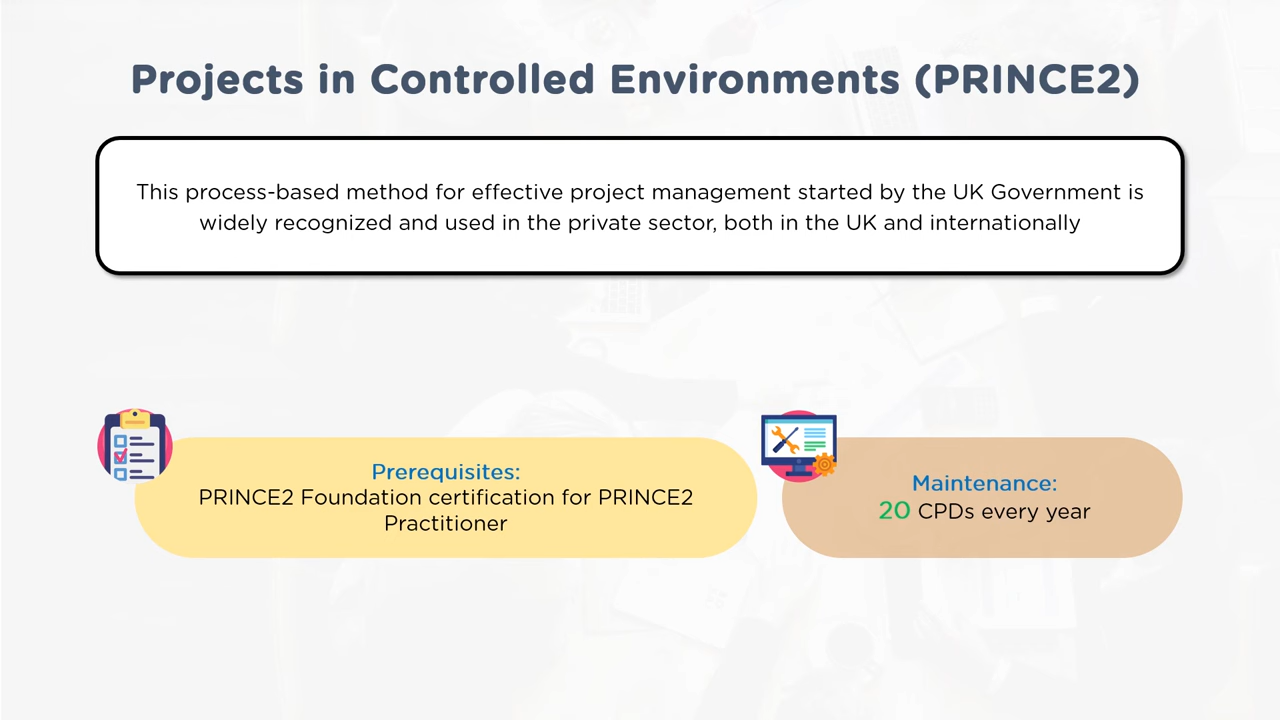 Projects in Controlled Environments (PRINCE2)
This process-based method for effective project management started by the UK Government is
widely recognized and used in the private sector, both in the UK and internationally
Prerequisites:
PRINCE2 Foundation certification for PRINCE2
Practitioner
Maintenance:
20 CPDs every year